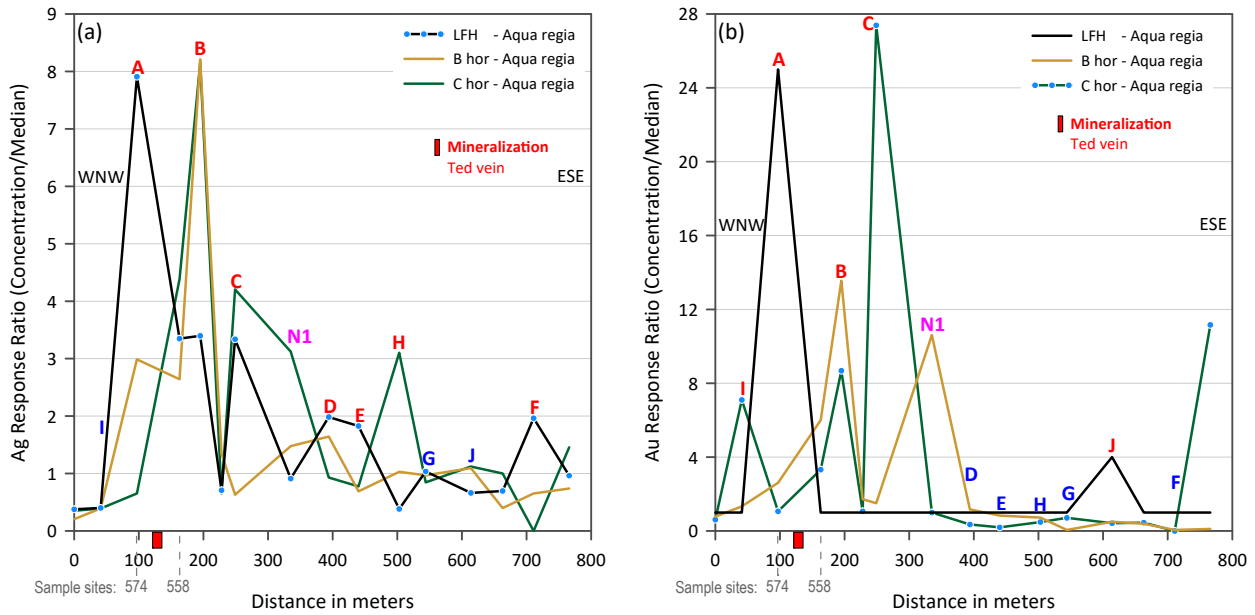 (a)
LFH - Aqua regia
B hor - Aqua regia
C hor - Aqua regia
Mineralization
Ted vein
WNW
ESE
A
B
C
N1
D
E
H
F
I
G
J
9
8
7
6
5
4
3
2
1
0
Ag Response Ratio (Concentration/Median)
0 200 300 400 500 600 700 800
Sample sites: 574 558
Distance in meters
(b)
LFH - Aqua regia
B hor - Aqua regia
C hor - Aqua regia
Mineralization
Ted vein
WNW
ESE
A
C
B
N1
I
J
D
E
H
G
F
28
24
20
16
12
8
4
0
Au Response Ratio (Concentration/Median)
0 100 200 300 400 500 600 700 800
Sample sites: 574 558
Distance in meters